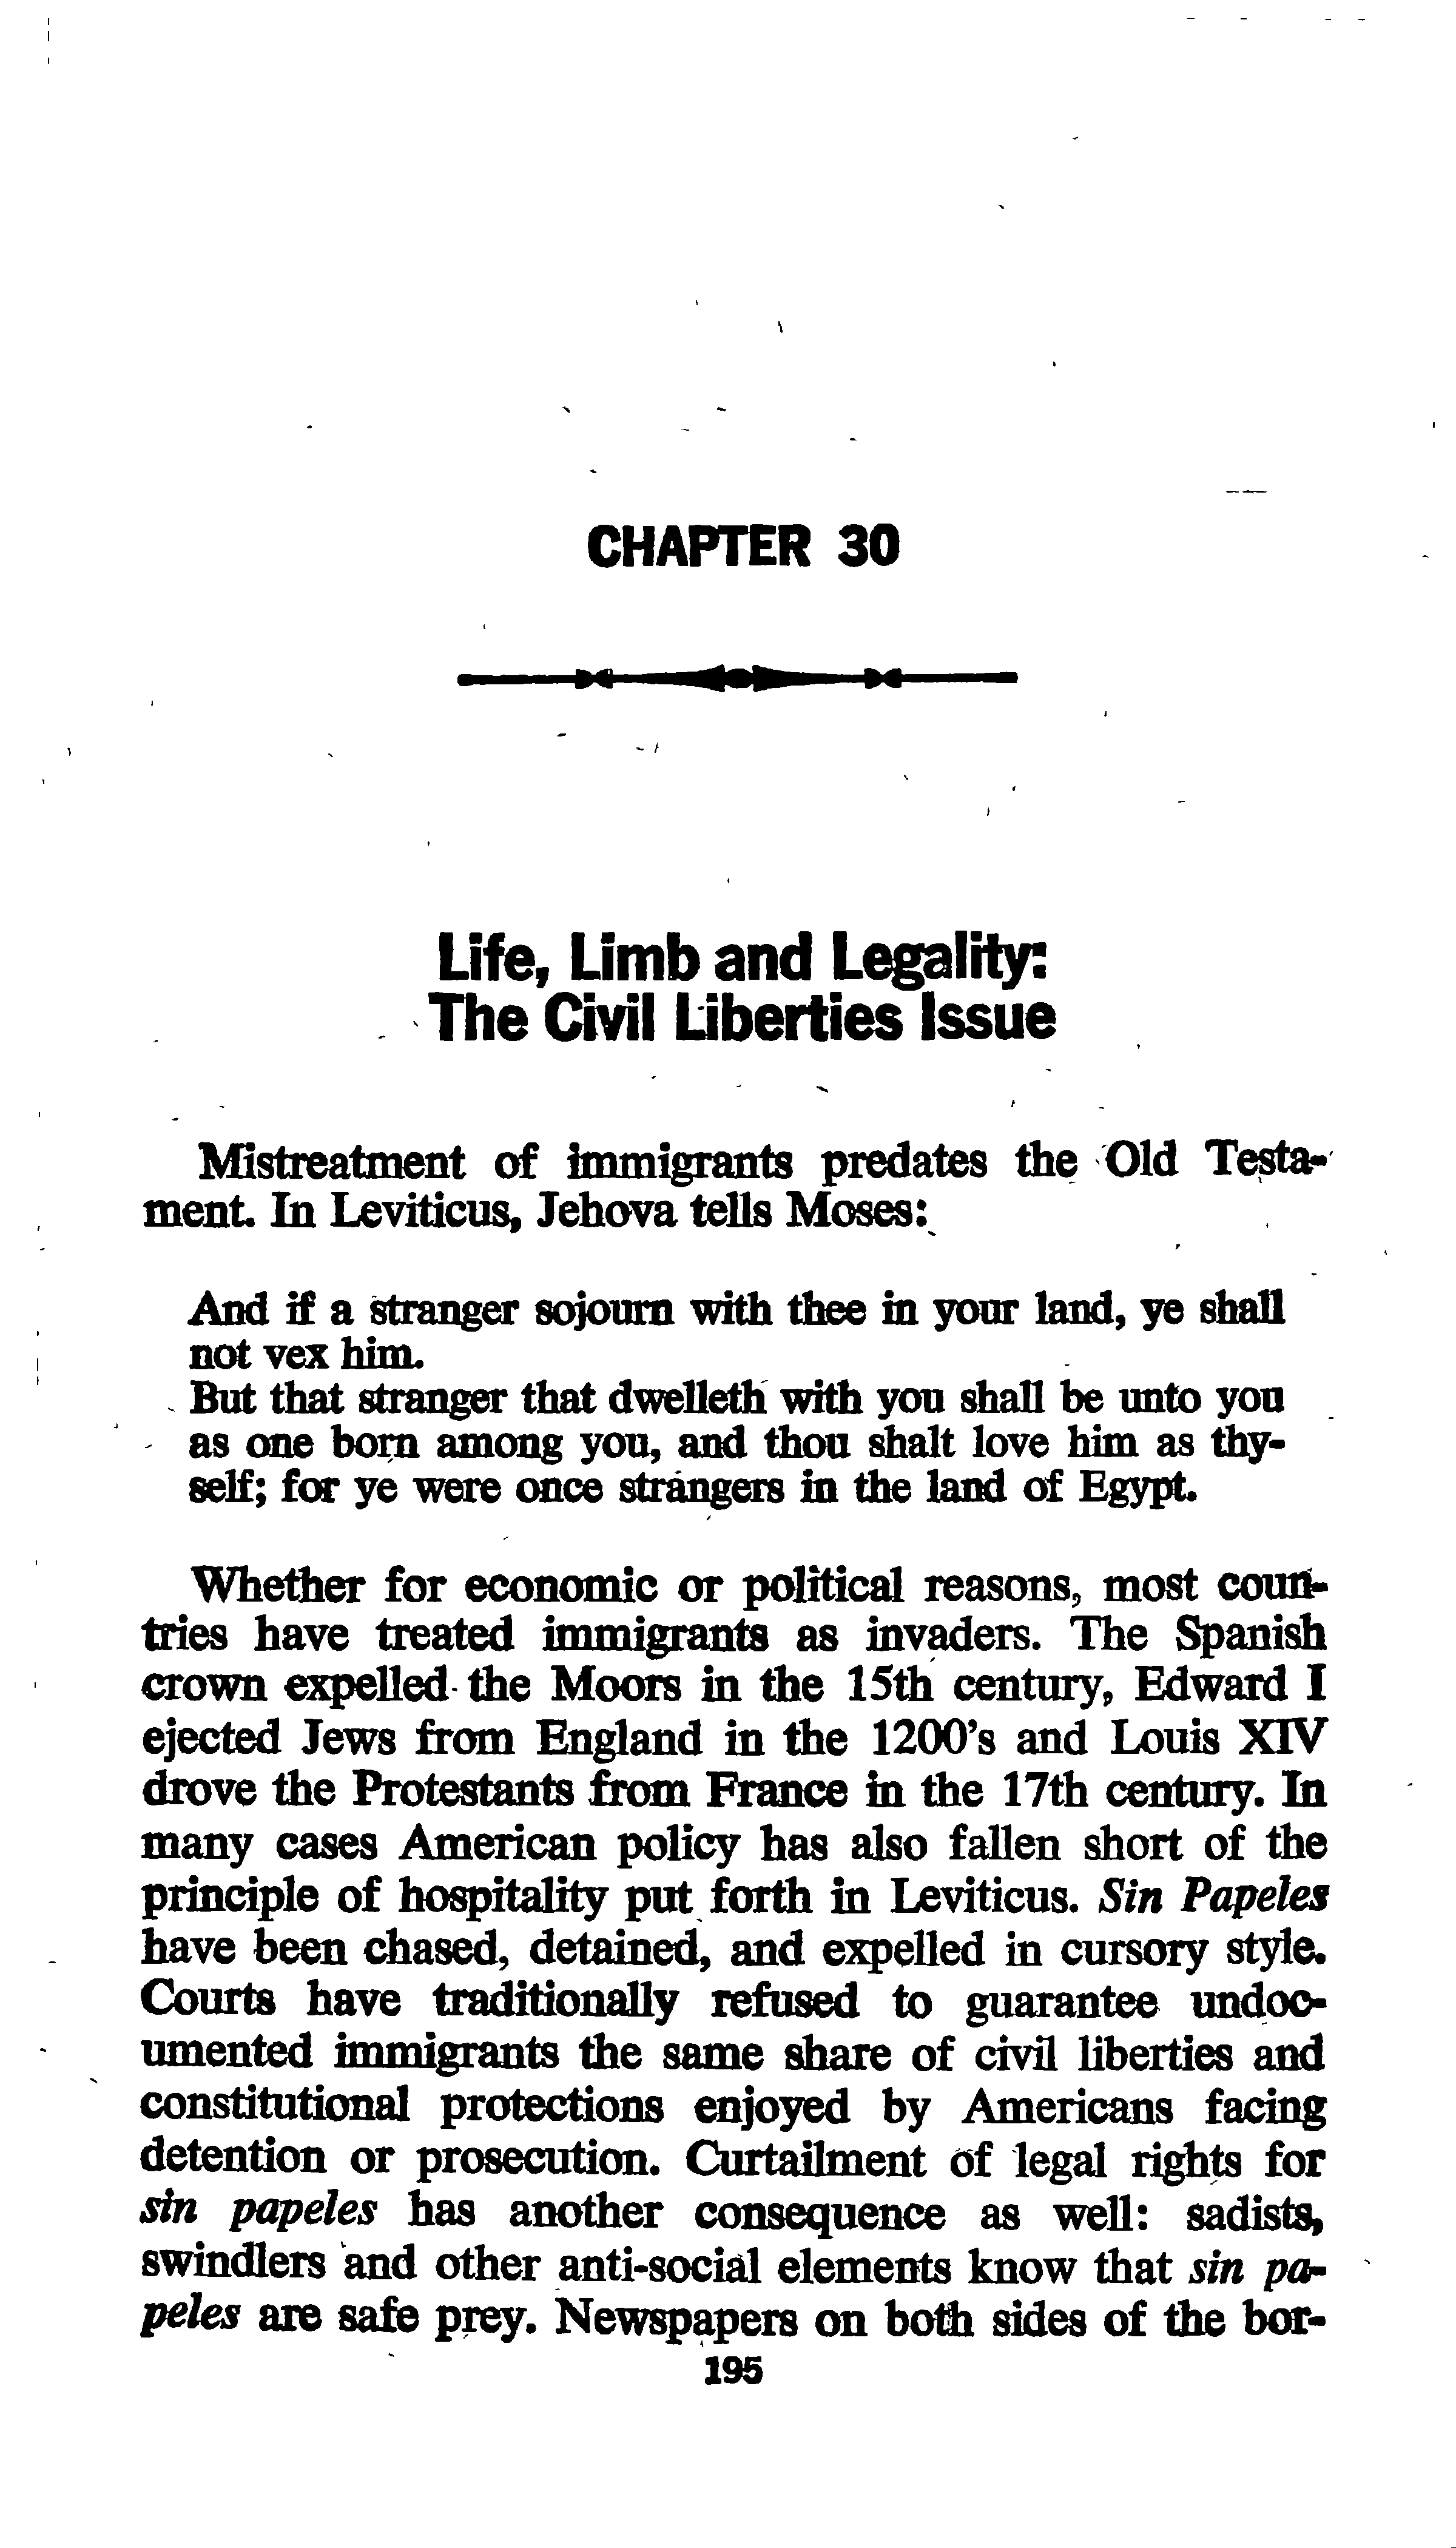 CHAPTER 30
Life, Limb and Legality:
The Civil Liberties Issue
Mistreatment of immigrants predates the Old Testa-
ment. In Leviticus, Jehova tells Moses:
And if a stranger sojourn with thee in your land, ye shall
not vex him.
But that stranger that dwelleth with you shall be unto you
as one born among you, and thou shalt love him as thy-
self; for ye were once strangers in the land of Egypt.
Whether for economic or political reasons, most coun-
tries have treated immigrants as invaders. The Spanish
crown expelled the Moors in the 15th century, Edward I
ejected Jews from England in the 1200's and Louis XIV
drove the Protestants from France in the 17th century. In
many cases American policy has also fallen short of the
principle of hospitality put forth in Leviticus. Sin Papeles
have been chased, detained, and expelled in cursory style.
Courts have traditionally refused to guarantee undoc-
umented immigrants the same share of civil liberties and
constitutional protections enjoyed by Americans facing
detention or prosecution. Curtailment of legal rights for
sin papeles has another consequence as well: sadists,
swindlers and other anti-social elements know that sin pa-
peles are safe prey. Newspapers on both sides of the bor-
195